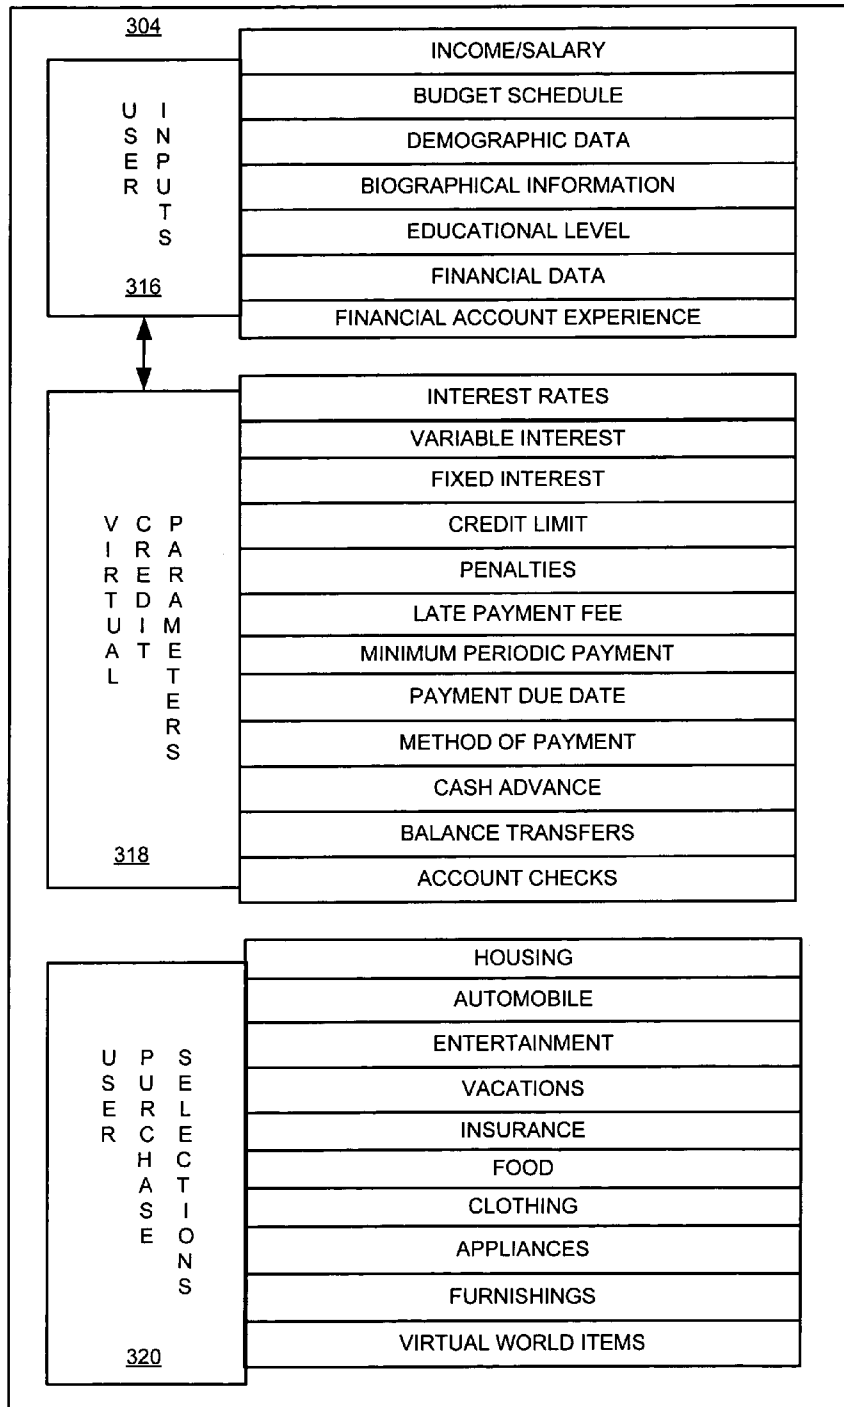 304
USER INPUTS
316
INCOME/SALARY
BUDGET SCHEDULE
DEMOGRAPHIC DATA
BIOGRAPHICAL INFORMATION
EDUCATIONAL LEVEL
FINANCIAL DATA
FINANCIAL ACCOUNT EXPERIENCE
VIRTUAL CREDIT PARAMETERS
318
INTEREST RATES
VARIABLE INTEREST
FIXED INTEREST
CREDIT LIMIT
PENALTIES
LATE PAYMENT FEE
MINIMUM PERIODIC PAYMENT
PAYMENT DUE DATE
METHOD OF PAYMENT
CASH ADVANCE
BALANCE TRANSFERS
ACCOUNT CHECKS
USER PURCHASE SELECTIONS
320
HOUSING
AUTOMOBILE
ENTERTAINMENT
VACATIONS
INSURANCE
FOOD
CLOTHING
APPLIANCES
FURNISHINGS
VIRTUAL WORLD ITEMS